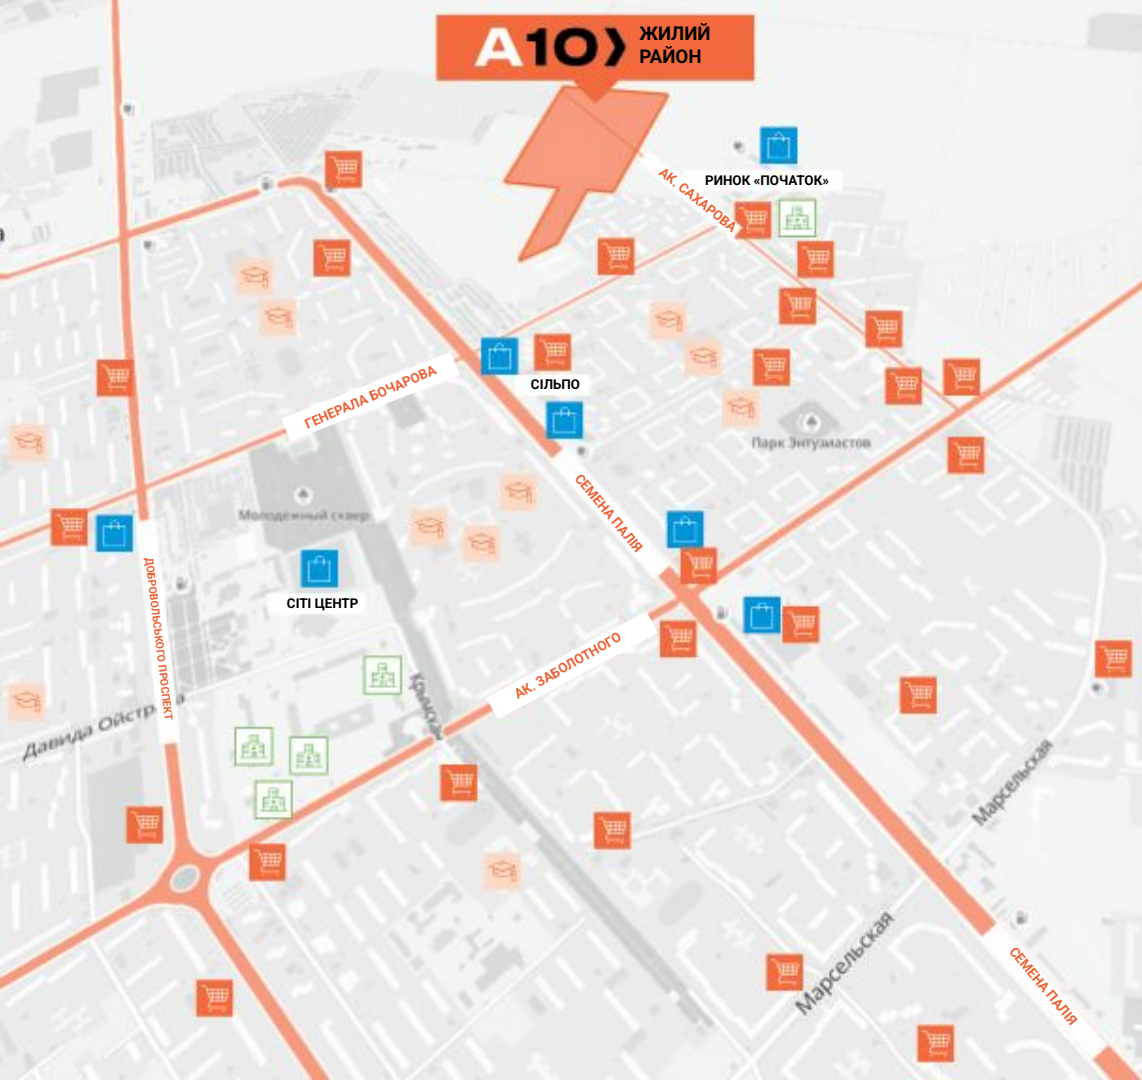 A10
ЖИЛИЙ
РАЙОН
АК. САХАРОВА
РИНОК «ПОЧАТОК»
ГЕНЕРАЛА БОЧАРОВА
СІЛЬПО
Парк Энтузиастов
СЕМЕНА ПАЛІЯ
Молодежный сквер
СІТІ ЦЕНТР
ДОБРОВОЛЬСЬКОГО ПРОСПЕКТ
АК. ЗАБОЛОТНОГО
Давида
Марсельская
Марсельская
СЕМЕНА ПАЛІЯ